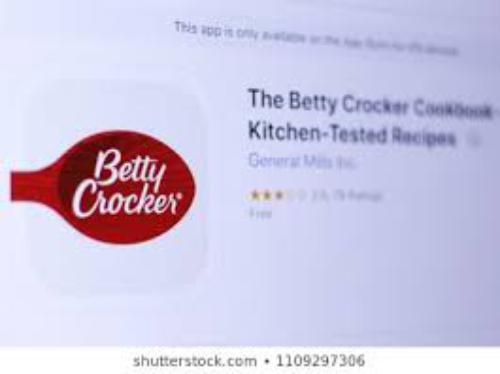 This app is only available on the App Store for iOS devices.
The Betty Crocker Cookbook
Kitchen-Tested Recipes
General Mills Inc.
Betty
Crocker®
Free
shutterstock.com • 1109297306